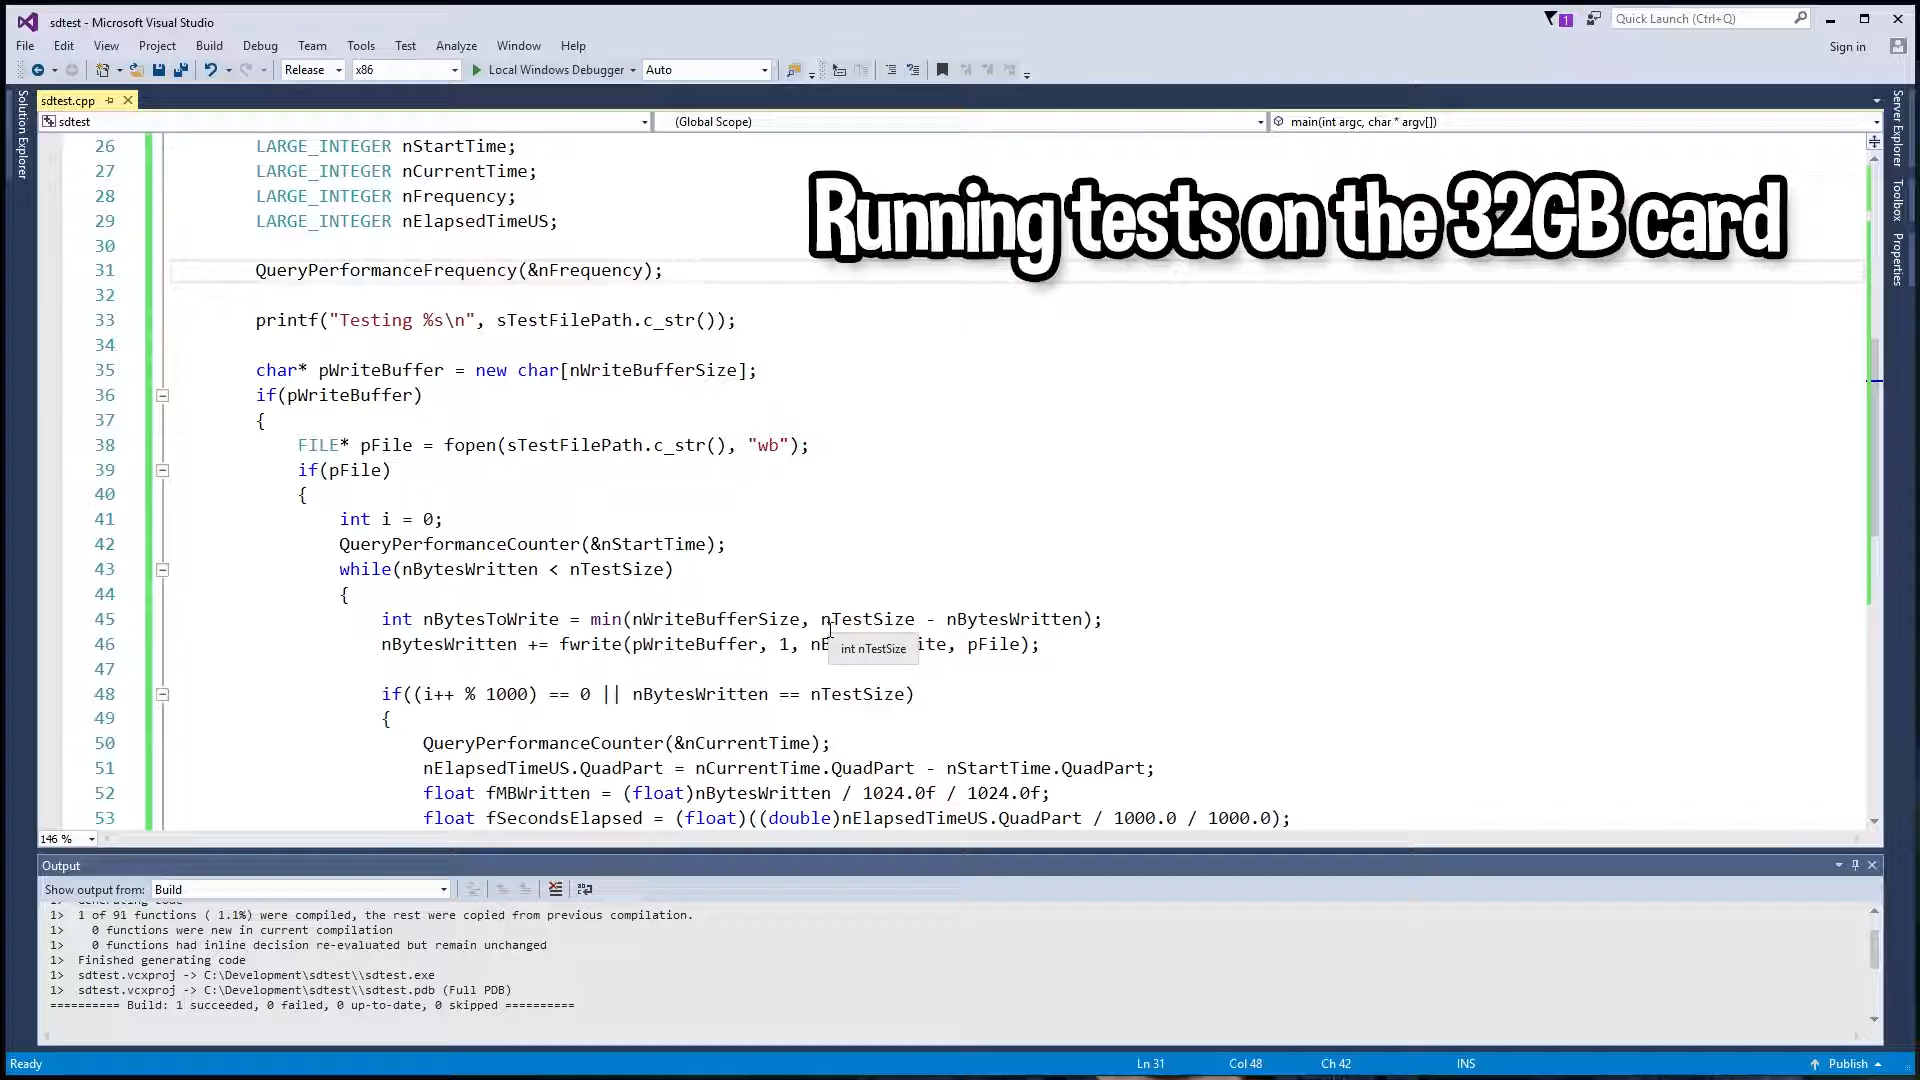 sdtest - Microsoft Visual Studio
1
Quick Launch (Ctrl+Q)
File Edit View Project Build Debug Team Tools Test Analyze Window Help
Sign in
Release x86 Local Windows Debugger Auto
Solution Explorer
Server Explorer
Toolbox
Properties
sdtest.cpp
sdtest (Global Scope) main(int argc, char * argv[])
Running tests on the 32GB card
26 LARGE_INTEGER nStartTime;
27 LARGE_INTEGER nCurrentTime;
28 LARGE_INTEGER nFrequency;
29 LARGE_INTEGER nElapsedTimeUS;
30
31 QueryPerformanceFrequency(&nFrequency);
32
33 printf("Testing %s\n", sTestFilePath.c_str());
34
35 char* pWriteBuffer = new char[nWriteBufferSize];
36 if(pWriteBuffer)
37 {
38 FILE* pFile = fopen(sTestFilePath.c_str(), "wb");
39 if(pFile)
40 {
41 int i = 0;
42 QueryPerformanceCounter(&nStartTime);
43 while(nBytesWritten < nTestSize)
44 {
45 int nBytesToWrite = min(nWriteBufferSize, nTestSize - nBytesWritten);
46 nBytesWritten += fwrite(pWriteBuffer, 1, nB ite, pFile);
int nTestSize
47
48 if((i++ % 1000) == 0 || nBytesWritten == nTestSize)
49 {
50 QueryPerformanceCounter(&nCurrentTime);
51 nElapsedTimeUS.QuadPart = nCurrentTime.QuadPart - nStartTime.QuadPart;
52 float fMBWritten = (float)nBytesWritten / 1024.0f / 1024.0f;
53 float fSecondsElapsed = (float)((double)nElapsedTimeUS.QuadPart / 1000.0 / 1000.0);
146 %
Output
Show output from: Build
1> Generating code
1> 1 of 91 functions ( 1.1%) were compiled, the rest were copied from previous compilation.
1> 0 functions were new in current compilation
1> 0 functions had inline decision re-evaluated but remain unchanged
1> Finished generating code
1> sdtest.vcxproj -> C:\Development\sdtest\\sdtest.exe
1> sdtest.vcxproj -> C:\Development\sdtest\\sdtest.pdb (Full PDB)
========== Build: 1 succeeded, 0 failed, 0 up-to-date, 0 skipped ==========
Ready Ln 31 Col 48 Ch 42 INS Publish